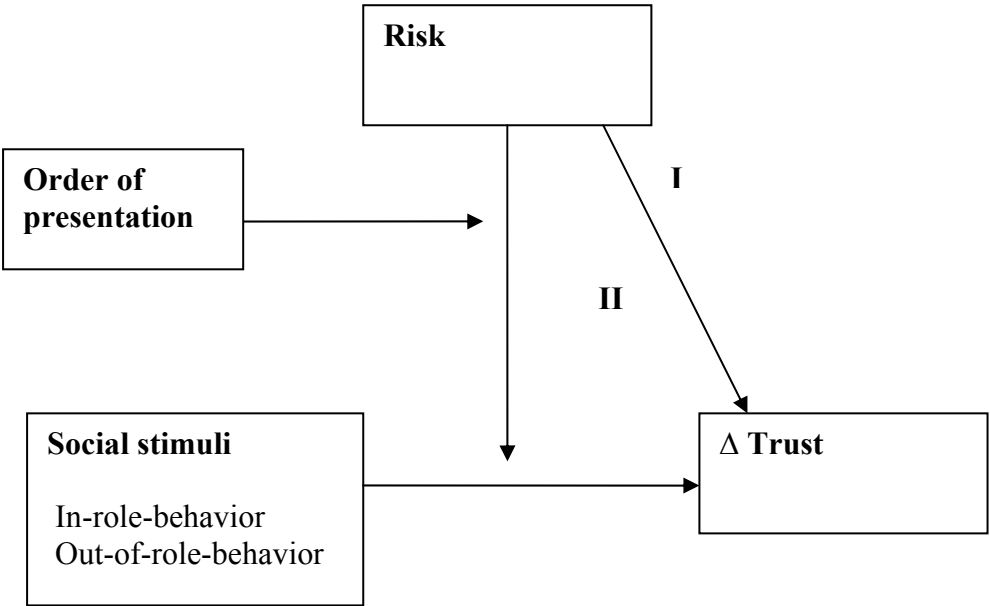 Risk
Order of
presentation
I
II
Social stimuli
In-role-behavior
Out-of-role-behavior
Δ Trust